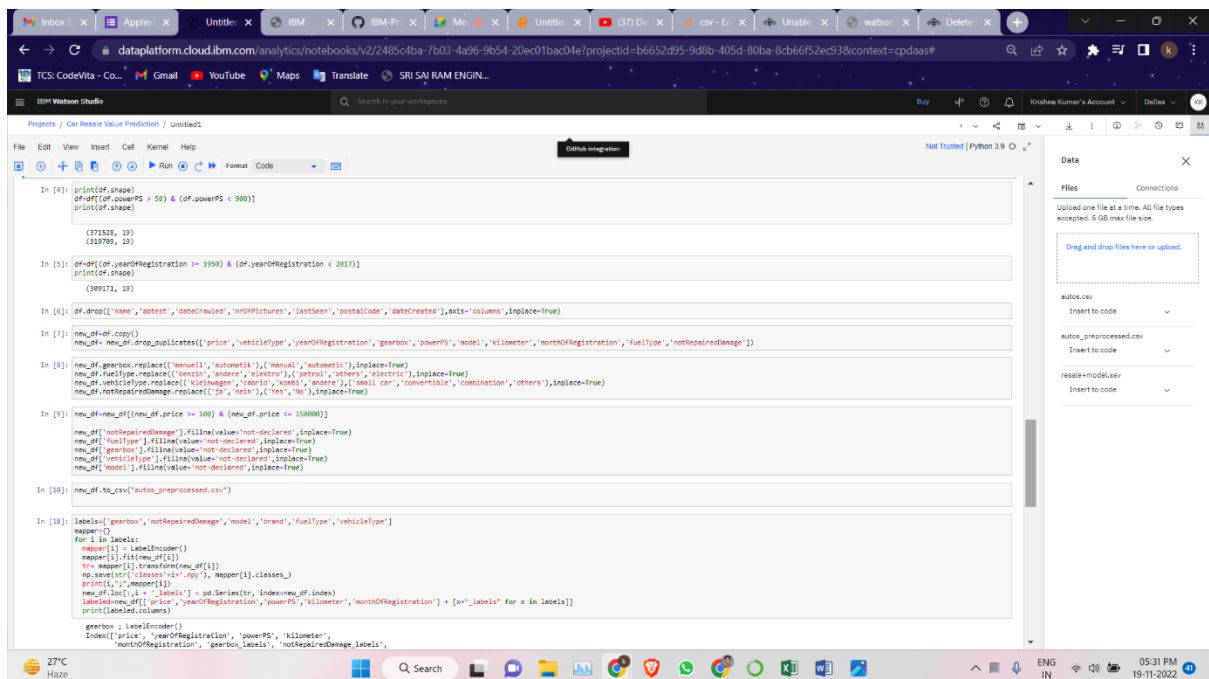 Inbox (
Applied
Untitled
IBM
IBM-Pr
Me
Untitle
(37) De
csv - Er
Unable
watson
Delete
dataplatform.cloud.ibm.com/analytics/notebooks/v2/2485c4ba-7b03-4a96-9b54-20ec01bac04e?projectid=b6652d95-9d8b-405d-80ba-8cb66f52ec93&context=cpdaas#
TCS: CodeVita - Co... Gmail YouTube Maps Translate SRI SAI RAM ENGIN...
IBM Watson Studio
Search in your workspaces
Buy
Krishna Kumar's Account
Dallas
KK
Projects / Car Resale Value Prediction / Untitled1
File Edit View Insert Cell Kernel Help
GitHub integration
Not Trusted | Python 3.9
Run
Format Code
In [4]: print(df.shape)
df=df[(df.powerPS > 50) & (df.powerPS < 900)]
print(df.shape)
(371528, 19)
(319709, 19)
In [5]: df=df[(df.yearOfRegistration >= 1950) & (df.yearOfRegistration < 2017)]
print(df.shape)
(309171, 19)
In [6]: df.drop(['name','abtest','dateCrawled','nrOfPictures','lastSeen','postalCode','dateCreated'],axis='columns',inplace=True)
In [7]: new_df=df.copy()
new_df= new_df.drop_duplicates(['price','vehicleType','yearOfRegistration','gearbox','powerPS','model','kilometer','monthOfRegistration','fuelType','notRepairedDamage'])
In [8]: new_df.gearbox.replace(('manuell','automatik'),('manual','automatic'),inplace=True)
new_df.fuelType.replace(('benzin','andere','elektro'),('petrol','others','electric'),inplace=True)
new_df.vehicleType.replace(('kleinwagen','cabrio','kombi','andere'),('small car','convertible','combination','others'),inplace=True)
new_df.notRepairedDamage.replace(('ja','nein'),('Yes','No'),inplace=True)
In [9]: new_df=new_df[(new_df.price >= 100) & (new_df.price <= 150000)]
new_df['notRepairedDamage'].fillna(value='not-declared',inplace=True)
new_df['fuelType'].fillna(value='not-declared',inplace=True)
new_df['gearbox'].fillna(value='not-declared',inplace=True)
new_df['vehicleType'].fillna(value='not-declared',inplace=True)
new_df['model'].fillna(value='not-declared',inplace=True)
In [10]: new_df.to_csv("autos_preprocessed.csv")
In [18]: labels=['gearbox','notRepairedDamage','model','brand','fuelType','vehicleType']
mapper={}
for i in labels:
mapper[i] = LabelEncoder()
mapper[i].fit(new_df[i])
tr= mapper[i].transform(new_df[i])
np.save(str('classes'+i+'.npy'), mapper[i].classes_)
print(i,";",mapper[i])
new_df.loc[:,i + '_labels'] = pd.Series(tr, index=new_df.index)
labeled=new_df[['price','yearOfRegistration','powerPS','kilometer','monthOfRegistration'] + [x+"_labels" for x in labels]]
print(labeled.columns)
gearbox ; LabelEncoder()
Index(['price', 'yearOfRegistration', 'powerPS', 'kilometer',
'monthOfRegistration', 'gearbox_labels', 'notRepairedDamage_labels',
Data
Files Connections
Upload one file at a time. All file types
accepted. 5 GB max file size.
Drag and drop files here or upload.
autos.csv
Insert to code
autos_preprocessed.csv
Insert to code
resale+model.sav
Insert to code
27°C
Haze
Search
ENG
IN
05:31 PM
19-11-2022
41